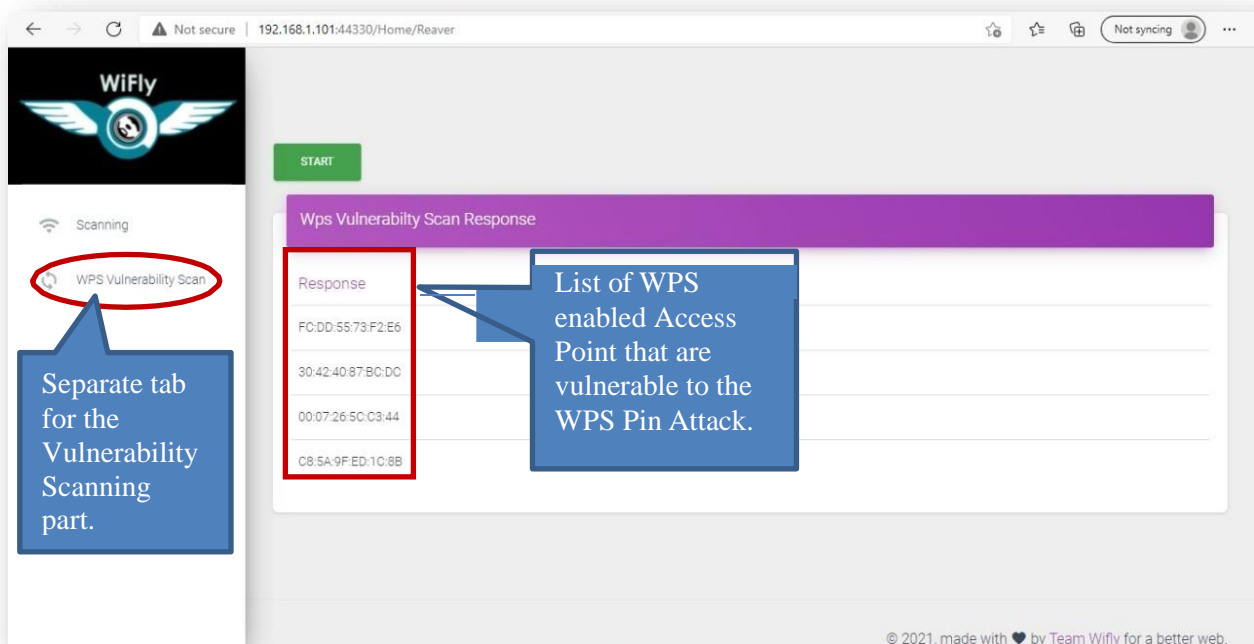 Not secure
192.168.1.101:44330/Home/Reaver
Not syncing
WiFly
START
Scanning
WPS Vulnerability Scan
Wps Vulnerabilty Scan Response
Response
FC:DD:55:73:F2:E6
30:42:40:87:BC:DC
00:07:26:5C:C3:44
C8:5A:9F:ED:1C:8B
List of WPS
enabled Access
Point that are
vulnerable to the
WPS Pin Attack.
Separate tab
for the
Vulnerability
Scanning
part.
© 2021, made with by Team Wifly for a better web.